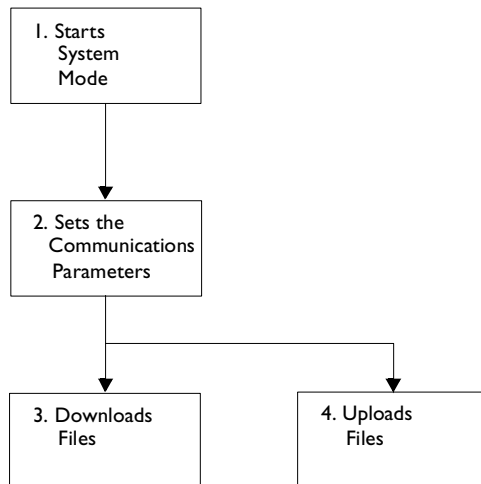 1. Starts
System
Mode
2. Sets the
Communications
Parameters
3. Downloads
Files
4. Uploads
Files